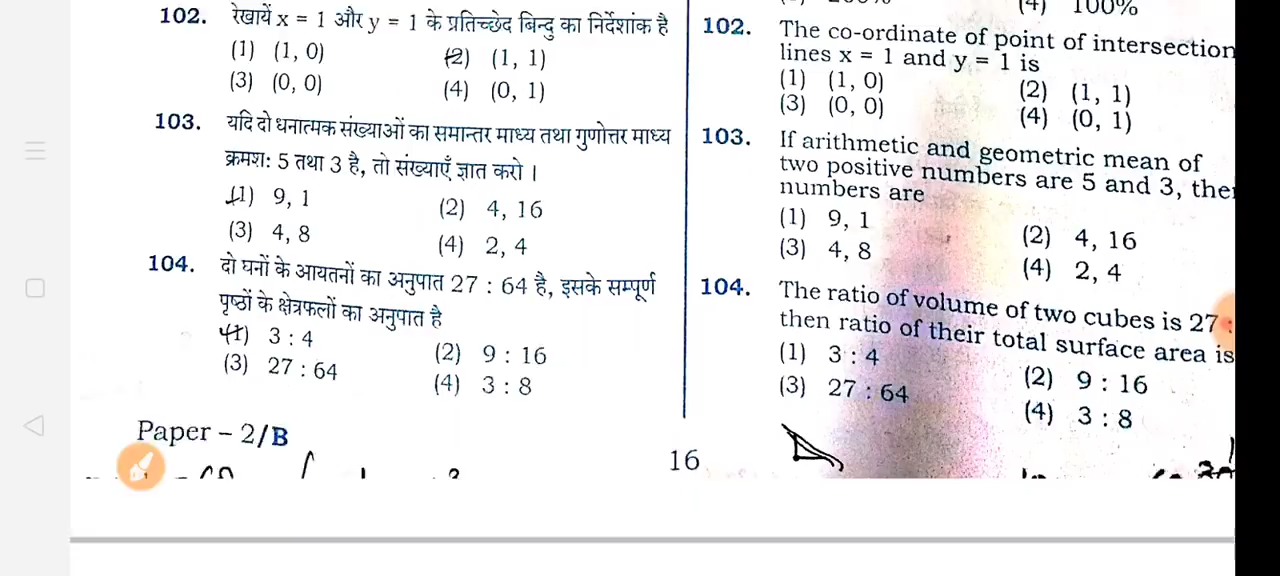 102. रेखायें x = 1 और y = 1 के प्रतिच्छेद बिन्दु का निर्देशांक है
(1) (1, 0) (2) (1, 1)
(3) (0, 0) (4) (0, 1)
103. यदि दो धनात्मक संख्याओं का समान्तर माध्य तथा गुणोत्तर माध्य
क्रमशः 5 तथा 3 है, तो संख्याएँ ज्ञात करो ।
(1) 9, 1 (2) 4, 16
(3) 4, 8 (4) 2, 4
104. दो घनों के आयतनों का अनुपात 27 : 64 है, इसके सम्पूर्ण
पृष्ठों के क्षेत्रफलों का अनुपात है
(1) 3 : 4 (2) 9 : 16
(3) 27 : 64 (4) 3 : 8
Paper – 2/B
16
(4) 100%
102. The co-ordinate of point of intersection
lines x = 1 and y = 1 is
(1) (1, 0) (2) (1, 1)
(3) (0, 0) (4) (0, 1)
103. If arithmetic and geometric mean of
two positive numbers are 5 and 3, the
numbers are
(1) 9, 1 (2) 4, 16
(3) 4, 8 (4) 2, 4
104. The ratio of volume of two cubes is 27 :
then ratio of their total surface area is
(1) 3 : 4 (2) 9 : 16
(3) 27 : 64 (4) 3 : 8